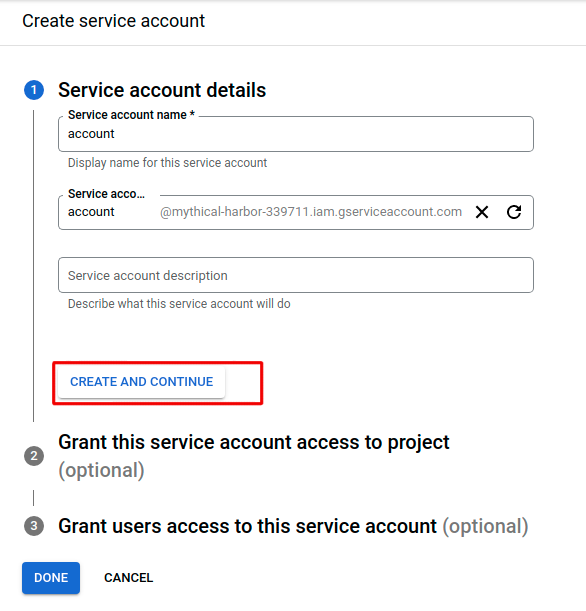 Create service account
1 Service account details
Service account name *
account
Display name for this service account
Service acco...
account @mythical-harbor-339711.iam.gserviceaccount.com
Service account description
Describe what this service account will do
CREATE AND CONTINUE
2 Grant this service account access to project
(optional)
3 Grant users access to this service account (optional)
DONE CANCEL